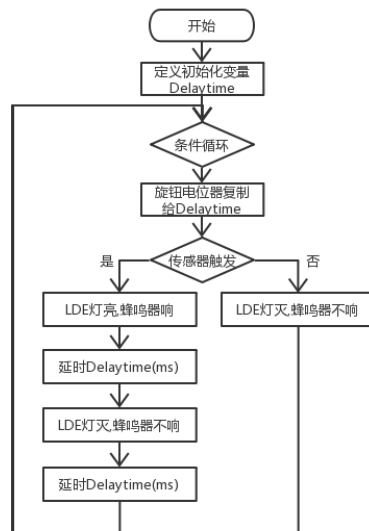 开始
定义初始化变量
Delaytime
条件循环
旋钮电位器复制
给Delaytime
传感器触发
是
否
LDE灯亮,蜂鸣器响
LDE灯灭,蜂鸣器不响
延时Delaytime(ms)
LDE灯灭,蜂鸣器不响
延时Delaytime(ms)